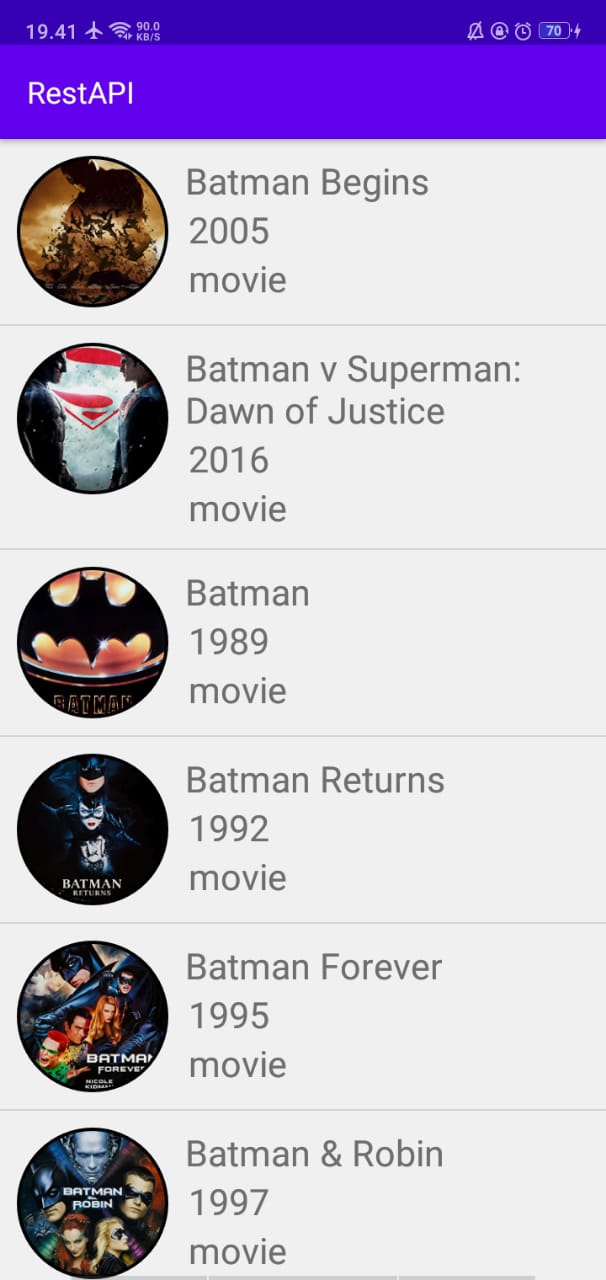 19.41
90.0
KB/S
70
RestAPI
Batman Begins
2005
movie
Batman v Superman:
Dawn of Justice
2016
movie
BATMAN
Batman
1989
movie
BATMAN
RETURNS
Batman Returns
1992
movie
BATMAN
FOREVER
NICOLE
KIDMAN
Batman Forever
1995
movie
BATMAN
&
ROBIN
Batman & Robin
1997
movie